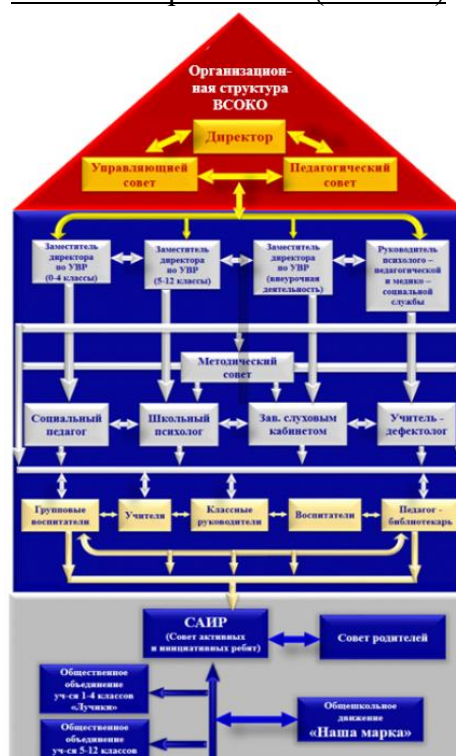 Организацион-
ная структура
ВСОКО
Директор
Управляющией
совет
Педагогический
совет
Заместитель
директора
по УВР
(0-4 классы)
Заместитель
директора
по УВР
(5-12 классы)
Заместитель
директора
по УВР
(внеурочная
деятельность)
Руководитель
психолого –
педагогической
и медико –
социальной
службы
Методический
совет
Социальный
педагог
Школьный
психолог
Зав. слуховым
кабинетом
Учитель -
дефектолог
Групповые
воспитатели
Учителя
Классные
руководители
Воспитатели
Педагог -
библиотекарь
САИР
(Совет активных
и инициативных ребят)
Совет родителей
Общественное
объединение
уч-ся 1-4 классов
«Лучики»
Общешкольное
движение
«Наша марка»
Общественное
объединение
уч-ся 5-12 классов